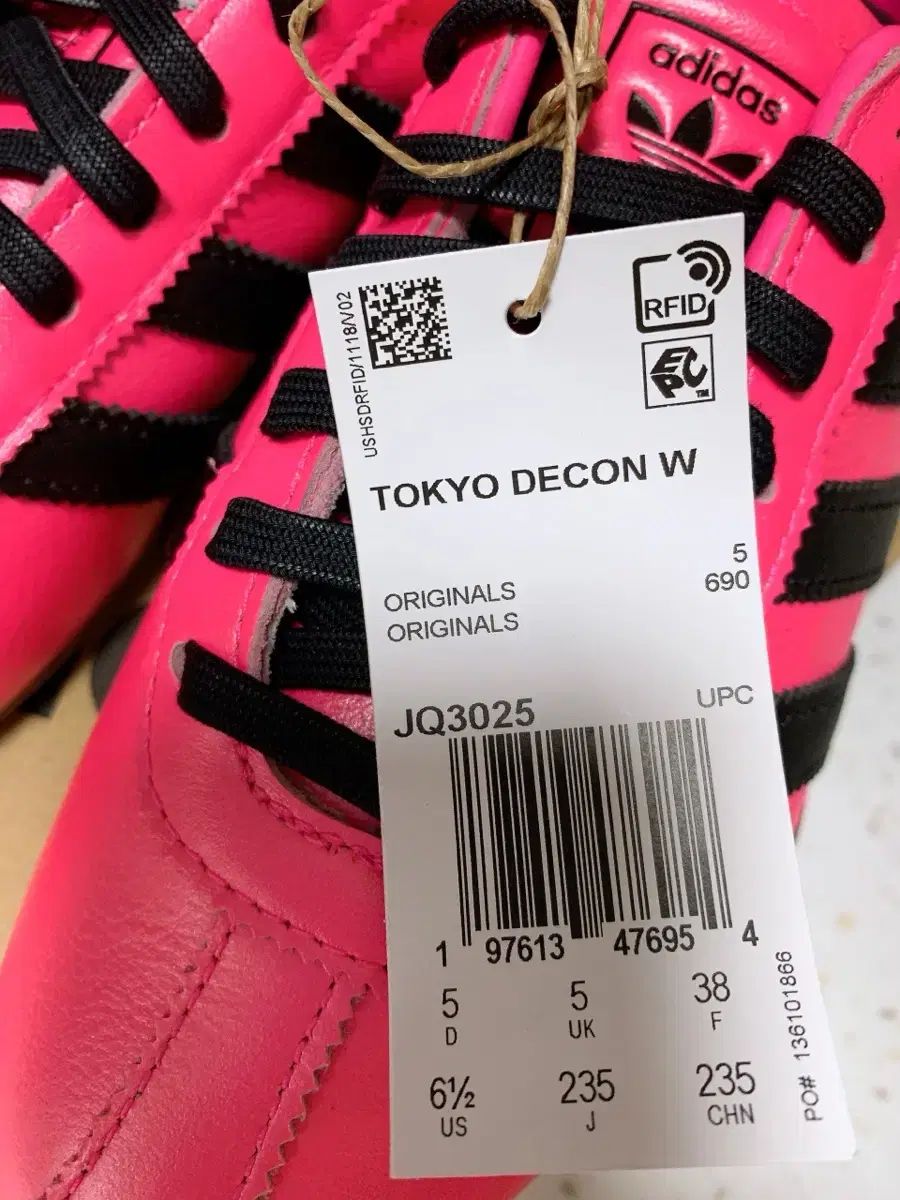 adidas
USHSDRFID/1118/V02
RFID
EPC
TM
TOKYO DECON W
5
ORIGINALS 690
ORIGINALS
JQ3025 UPC
1 97613 47695 4
5 5 38
D UK F
6½ 235 235
US J CHN
PO# 136101866